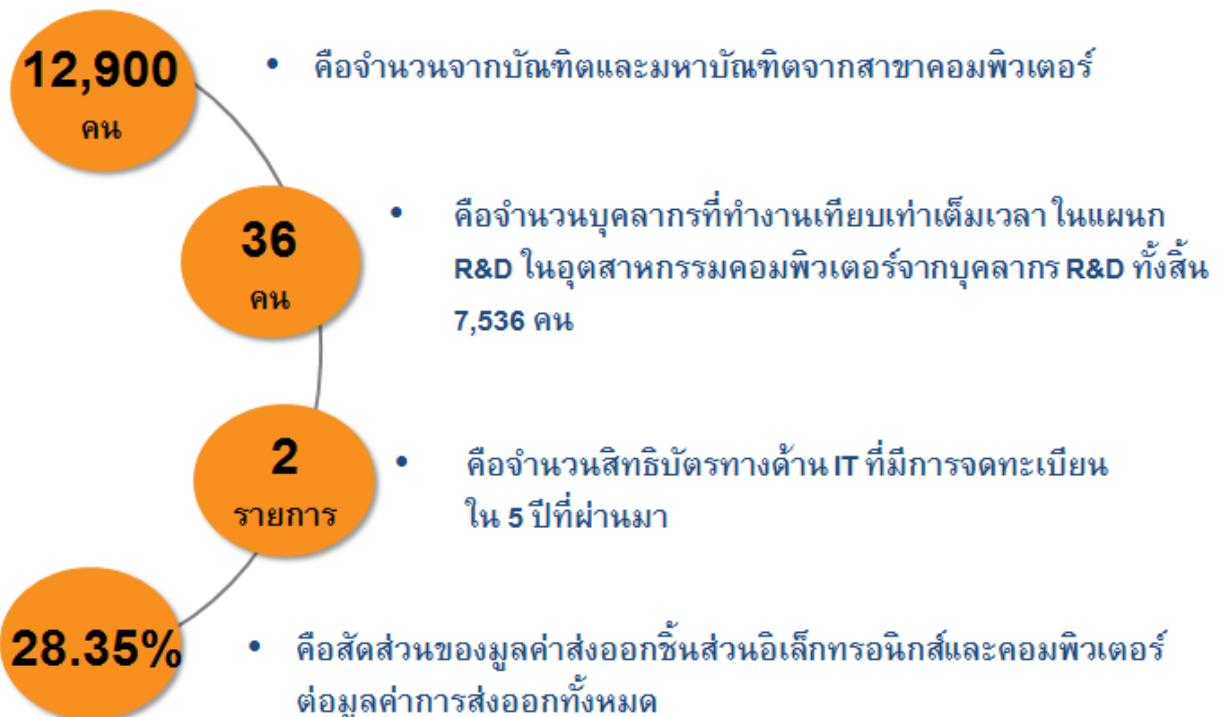 12,900
คน
• คือจำนวนจากบัณฑิตและมหาบัณฑิตจากสาขาคอมพิวเตอร์
36
คน
• คือจำนวนบุคลากรที่ทำงานเทียบเท่าเต็มเวลา ในแผนก
R&D ในอุตสาหกรรมคอมพิวเตอร์จากบุคลากร R&D ทั้งสิ้น
7,536 คน
2
รายการ
• คือจำนวนสิทธิบัตรทางด้าน IT ที่มีการจดทะเบียน
ใน 5 ปีที่ผ่านมา
28.35%
• คือสัดส่วนของมูลค่าส่งออกชิ้นส่วนอิเล็กทรอนิกส์และคอมพิวเตอร์
ต่อมูลค่าการส่งออกทั้งหมด